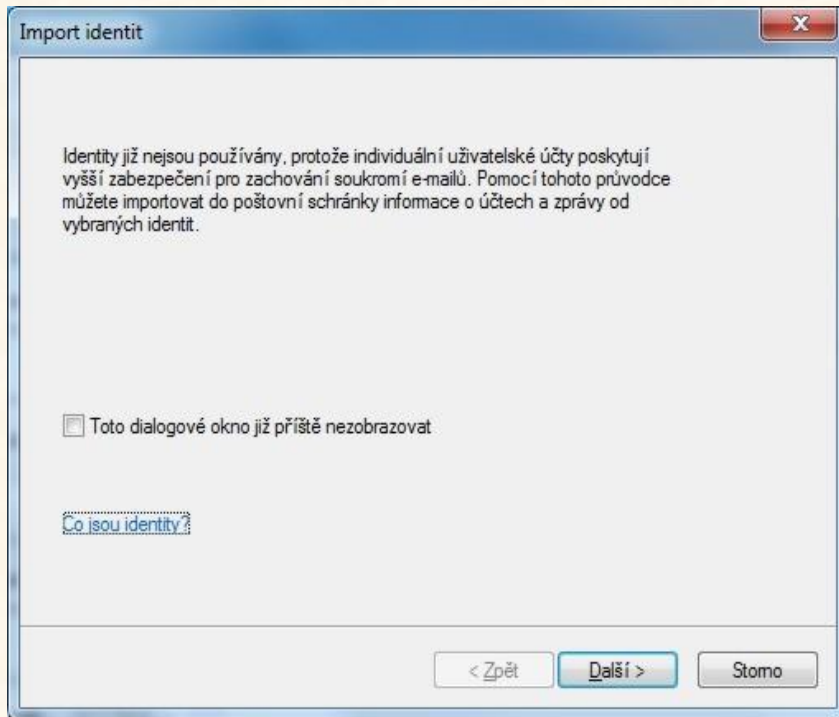 Import identit
Identity již nejsou používány, protože individuální uživatelské účty poskytují
vyšší zabezpečení pro zachování soukromí e-mailů. Pomocí tohoto průvodce
můžete importovat do poštovní schránky informace o účtech a zprávy od
vybraných identit.
Toto dialogové okno již příště nezobrazovat
Co jsou identity?
< Zpět Další > Storno